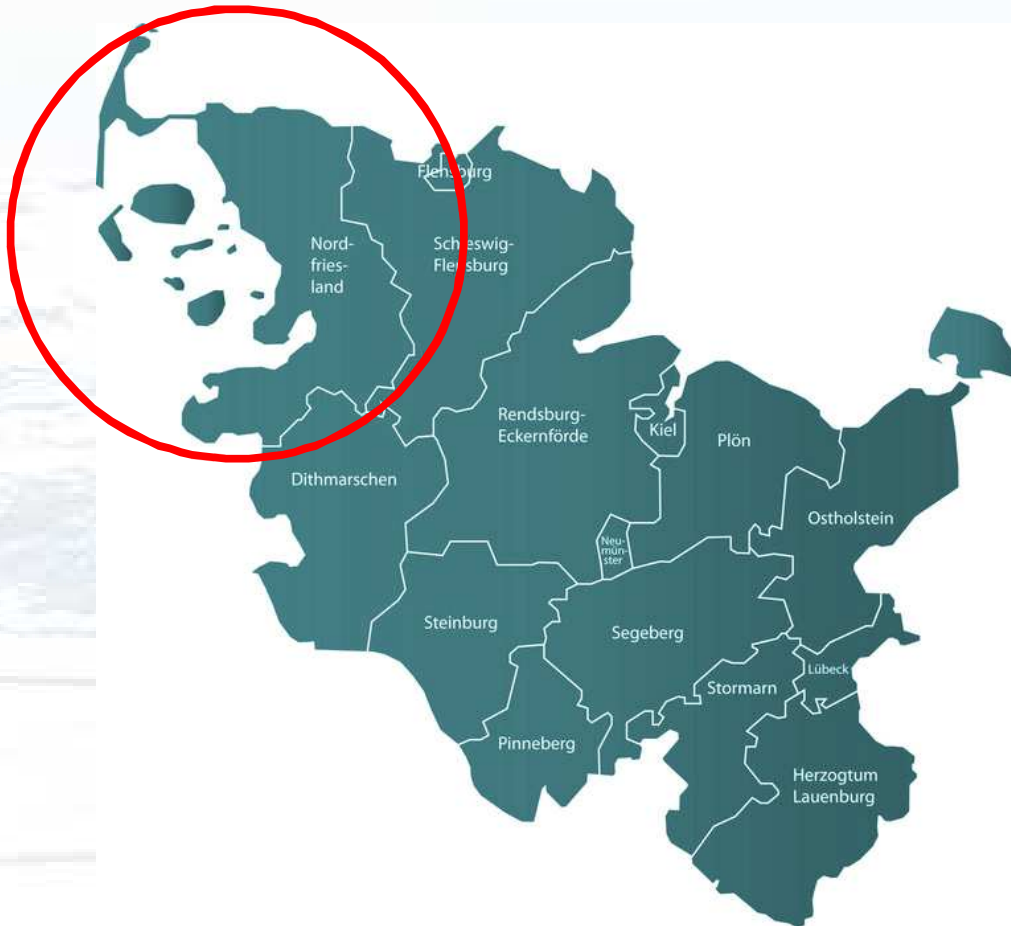 Flensburg
Nord-
fries-
land
Schleswig-
Flensburg
Rendsburg-
Eckernförde
Kiel
Plön
Dithmarschen
Ostholstein
Neu-
mün-
ster
Steinburg
Segeberg
Lübeck
Stormarn
Pinneberg
Herzogtum
Lauenburg